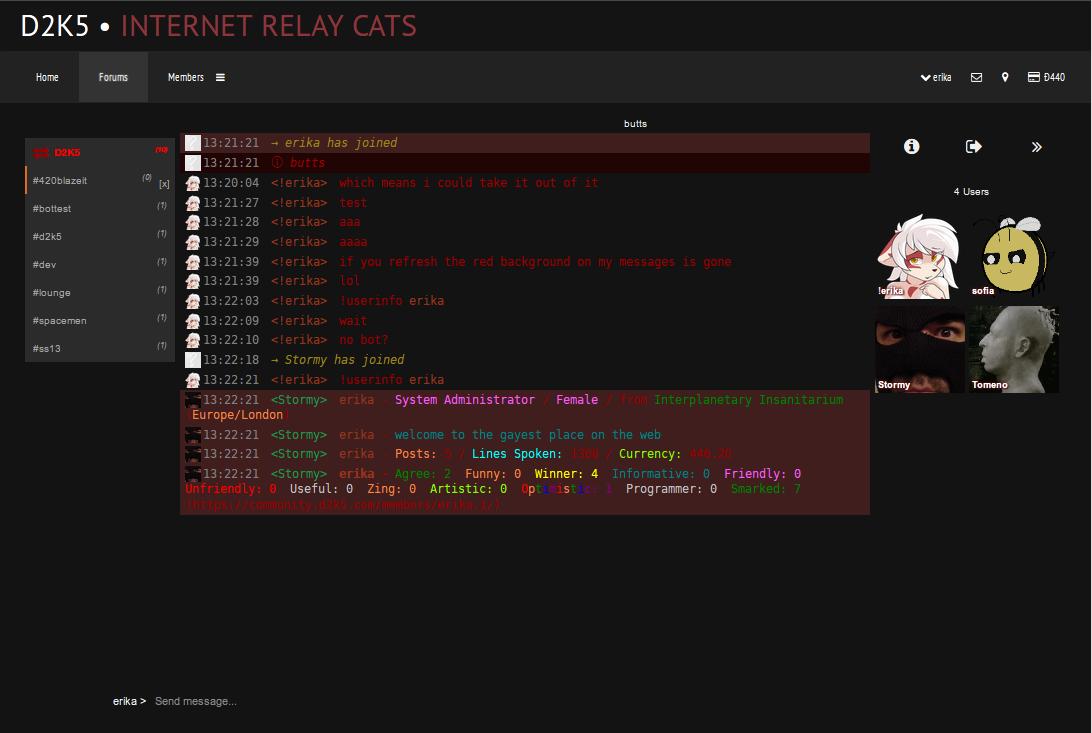 D2K5 • INTERNET RELAY CATS
Home Forums Members erika Ð440
butts
D2K5 (10)
#420blazeit (0) [x]
#bottest (1)
#d2k5 (1)
#dev (1)
#lounge (1)
#spacemen (1)
#ss13 (1)
13:21:21 → erika has joined
13:21:21 butts
13:20:04 <!erika> which means i could take it out of it
13:21:27 <!erika> test
13:21:28 <!erika> aaa
13:21:29 <!erika> aaaa
13:21:39 <!erika> if you refresh the red background on my messages is gone
13:21:39 <!erika> lol
13:22:03 <!erika> !userinfo erika
13:22:09 <!erika> wait
13:22:10 <!erika> no bot?
13:22:18 → Stormy has joined
13:22:21 <!erika> !userinfo erika
13:22:21 <Stormy> erika - System Administrator / Female / from Interplanetary Insanitarium
Europe/London
13:22:21 <Stormy> erika - welcome to the gayest place on the web
13:22:21 <Stormy> erika - Posts: / Lines Spoken: / Currency: 440.20
13:22:21 <Stormy> erika - Agree: 2 Funny: 0 Winner: 4 Informative: 0 Friendly: 0
Unfriendly: 0 Useful: 0 Zing: 0 Artistic: 0 Optimistic: 1 Programmer: 0 Smarked: 7
(https://community.d2k5.com/members/erika.1/)
4 Users
!erika sofia
Stormy Tomeno
erika > Send message...